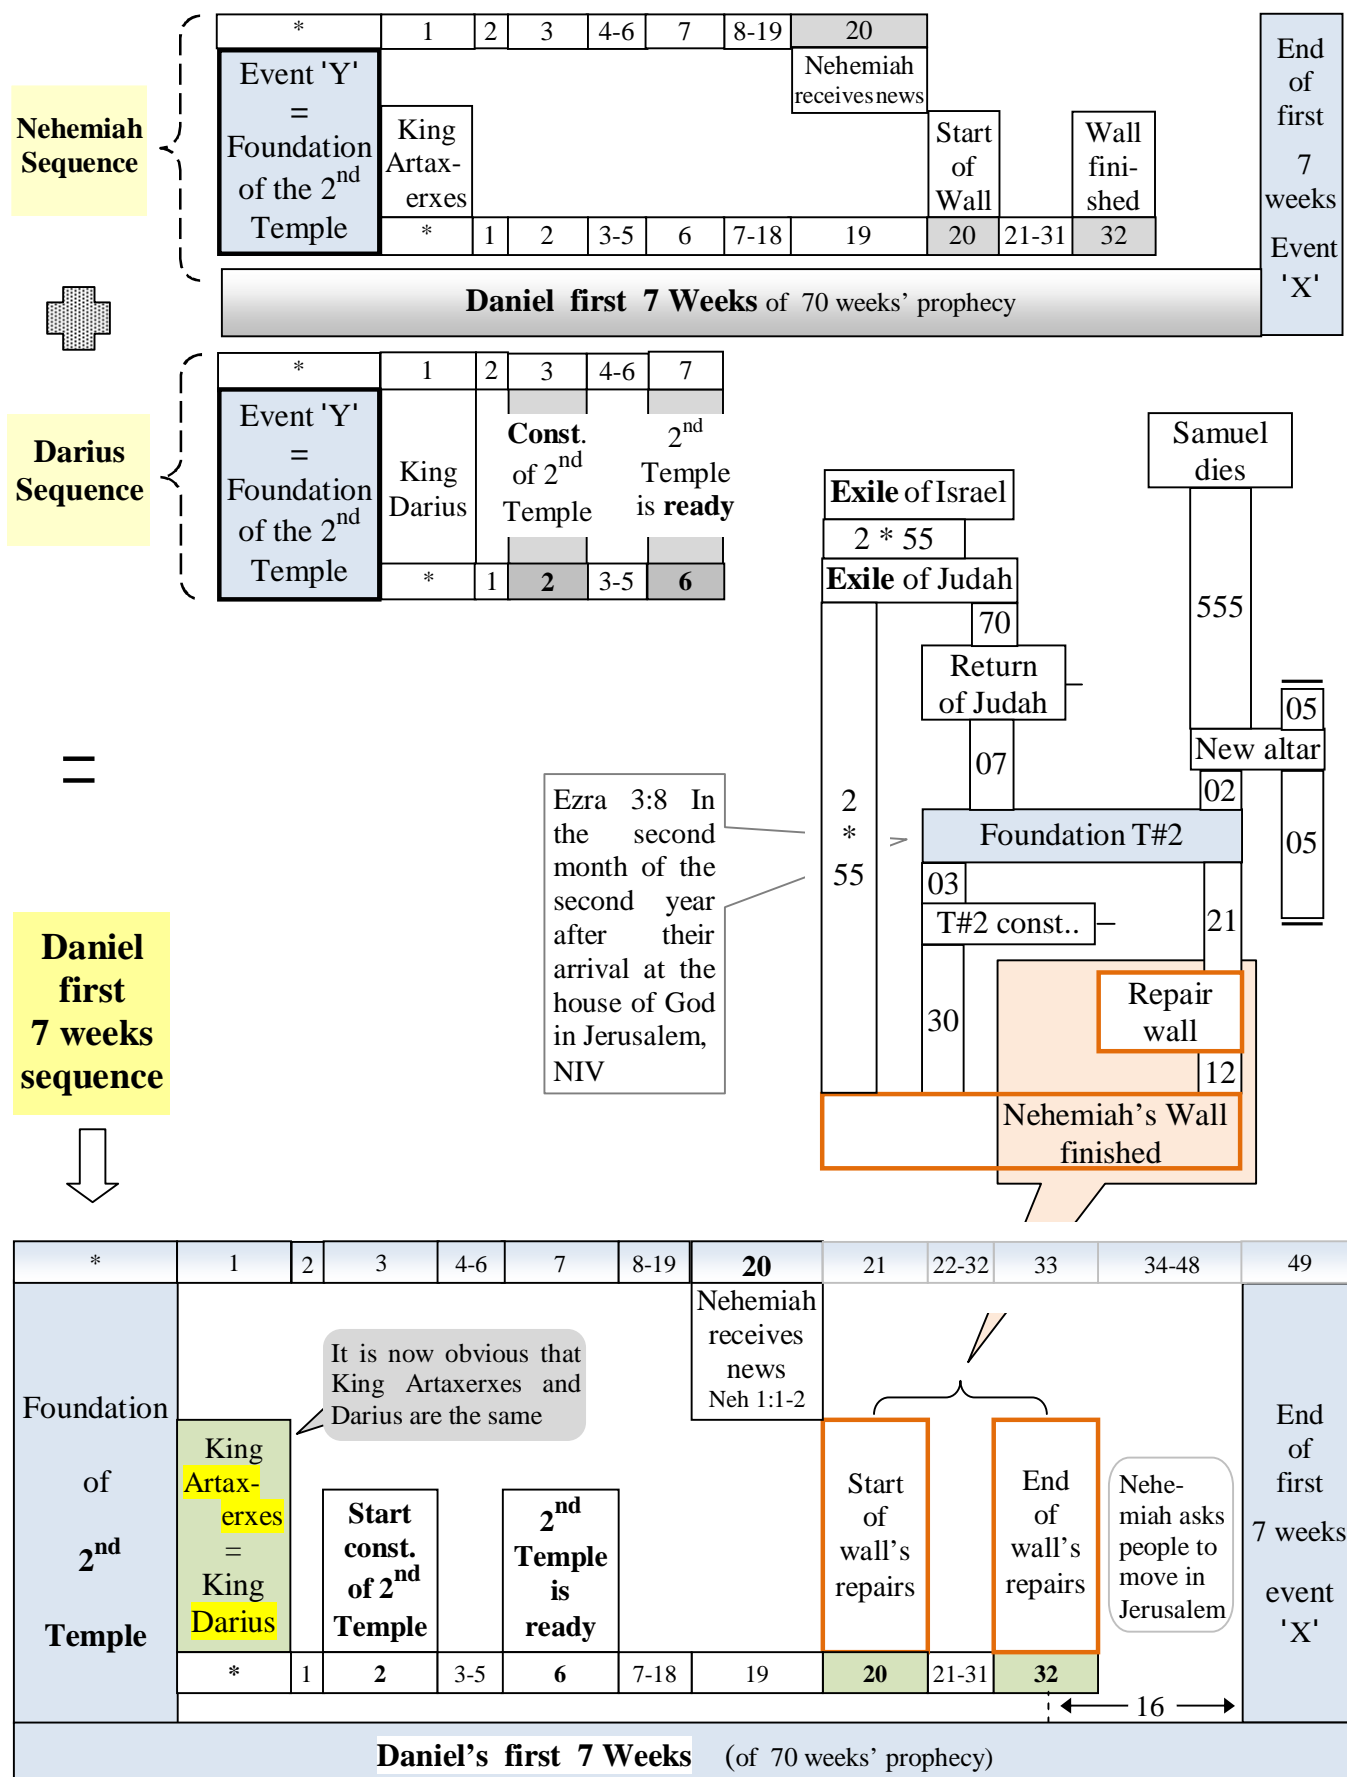 * 1 2 3 4-6 7 8-19 20
Nehemiah
Sequence
Event 'Y'
=
Foundation
of the 2nd
Temple
King
Artax-
erxes
Nehemiah
receives news
Start
of
Wall
Wall
fini-
shed
* 1 2 3-5 6 7-18 19 20 21-31 32
End
of
first
7
weeks
Event
'X'
Daniel first 7 Weeks of 70 weeks' prophecy
* 1 2 3 4-6 7
Darius
Sequence
Event 'Y'
=
Foundation
of the 2nd
Temple
King
Darius
Const.
of 2nd
Temple
2nd
Temple
is ready
* 1 2 3-5 6
Samuel
dies
555
05
New altar
02
05
Exile of Israel
2 * 55
Exile of Judah
70
Return
of Judah
07
2
*
55
Foundation T#2
03
T#2 const..
21
30
Repair
wall
12
Nehemiah's Wall
finished
Ezra 3:8 In
the second
month of the
second year
after their
arrival at the
house of God
in Jerusalem,
NIV
=
Daniel
first
7 weeks
sequence
* 1 2 3 4-6 7 8-19 20 21 22-32 33 34-48 49
Foundation
of
2nd
Temple
King
Artax-
erxes
=
King
Darius
It is now obvious that
King Artaxerxes and
Darius are the same
Start
const.
of 2nd
Temple
2nd
Temple
is
ready
Nehemiah
receives
news
Neh 1:1-2
Start
of
wall's
repairs
End
of
wall's
repairs
Nehe-
miah asks
people to
move in
Jerusalem
End
of
first
7 weeks
event
'X'
* 1 2 3-5 6 7-18 19 20 21-31 32
16
Daniel's first 7 Weeks (of 70 weeks' prophecy)